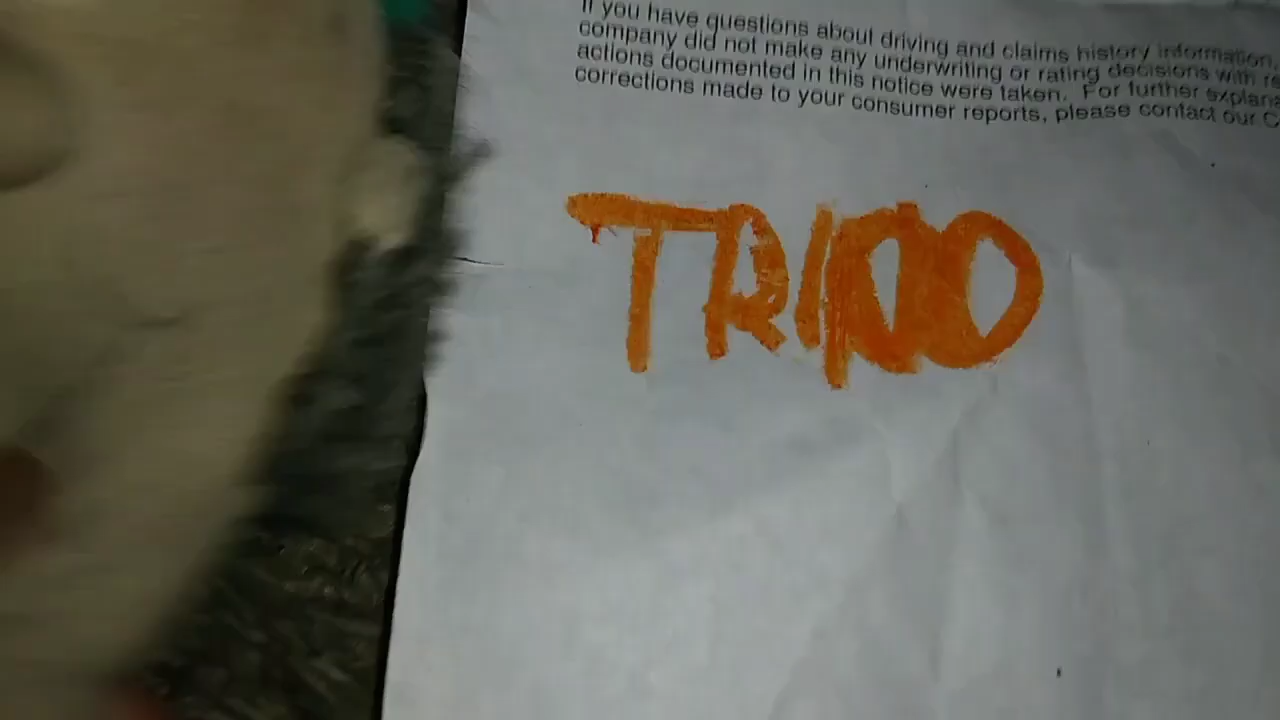 If you have questions about driving and claims history information,
company did not make any underwriting or rating decisions with
actions documented in this notice were taken. For further
corrections made to your consumer reports, please contact our C